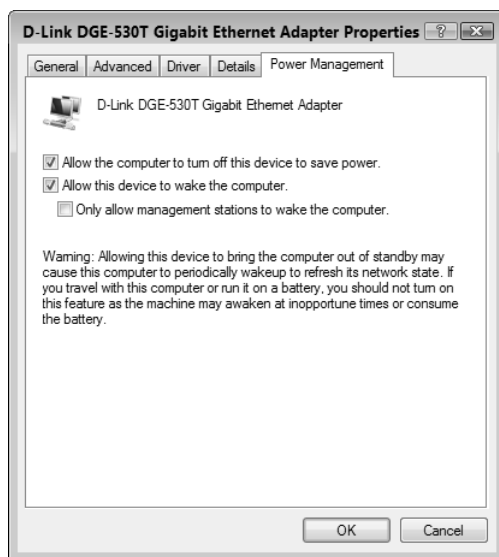 D-Link DGE-530T Gigabit Ethernet Adapter Properties ?
General Advanced Driver Details Power Management
D-Link DGE-530T Gigabit Ethernet Adapter
Allow the computer to turn off this device to save power.
Allow this device to wake the computer.
Only allow management stations to wake the computer.
Warning: Allowing this device to bring the computer out of standby may
cause this computer to periodically wakeup to refresh its network state. If
you travel with this computer or run it on a battery, you should not turn on
this feature as the machine may awaken at inopportune times or consume
the battery.
OK Cancel